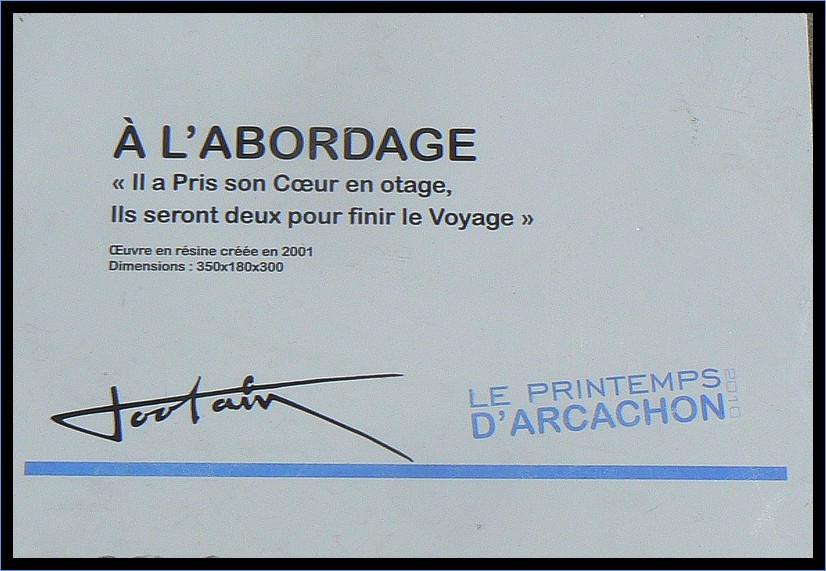 À L'ABORDAGE
« Il a Pris son Cœur en otage,
Ils seront deux pour finir le Voyage »
Œuvre en résine créée en 2001
Dimensions : 350x180x300
Toutain
LE PRINTEMPS 2010
D'ARCACHON